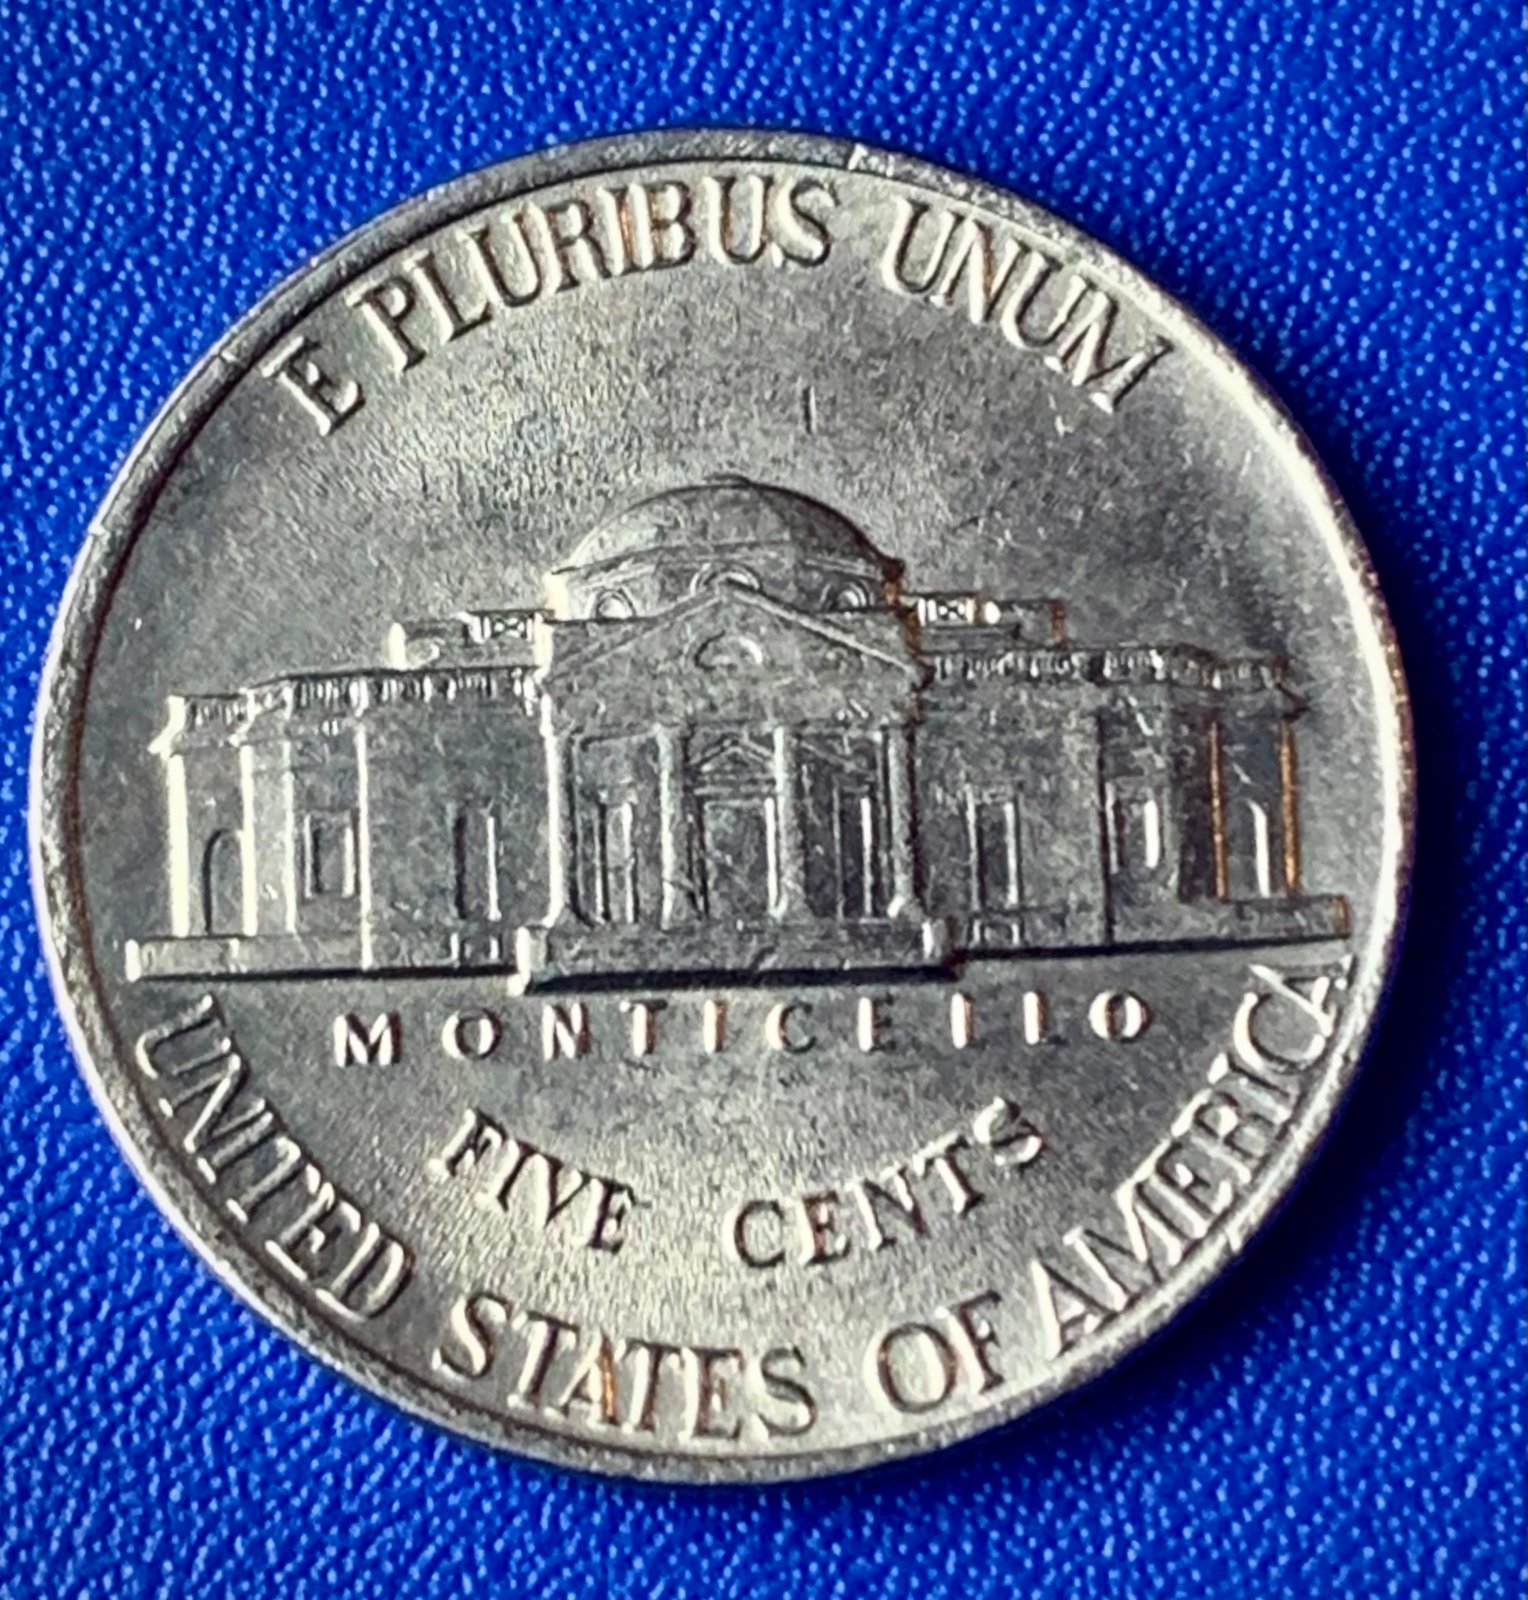 E PLURIBUS UNUM
MONTICELLO
FIVE CENTS
UNITED STATES OF AMERICA